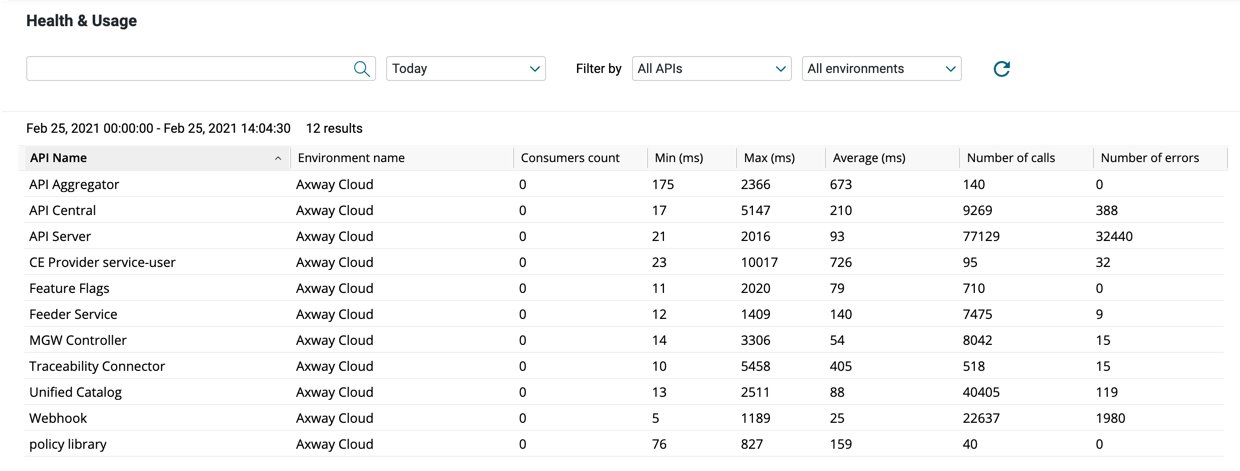 Health & Usage
Today Filter by All APIs All environments
Feb 25, 2021 00:00:00 - Feb 25, 2021 14:04:30 12 results
API Name Environment name Consumers count Min (ms) Max (ms) Average (ms) Number of calls Number of errors
API Aggregator Axway Cloud 0 175 2366 673 140 0
API Central Axway Cloud 0 17 5147 210 9269 388
API Server Axway Cloud 0 21 2016 93 77129 32440
CE Provider service-user Axway Cloud 0 23 10017 726 95 32
Feature Flags Axway Cloud 0 11 2020 79 710 0
Feeder Service Axway Cloud 0 12 1409 140 7475 9
MGW Controller Axway Cloud 0 14 3306 54 8042 15
Traceability Connector Axway Cloud 0 10 5458 405 518 15
Unified Catalog Axway Cloud 0 13 2511 88 40405 119
Webhook Axway Cloud 0 5 1189 25 22637 1980
policy library Axway Cloud 0 76 827 159 40 0